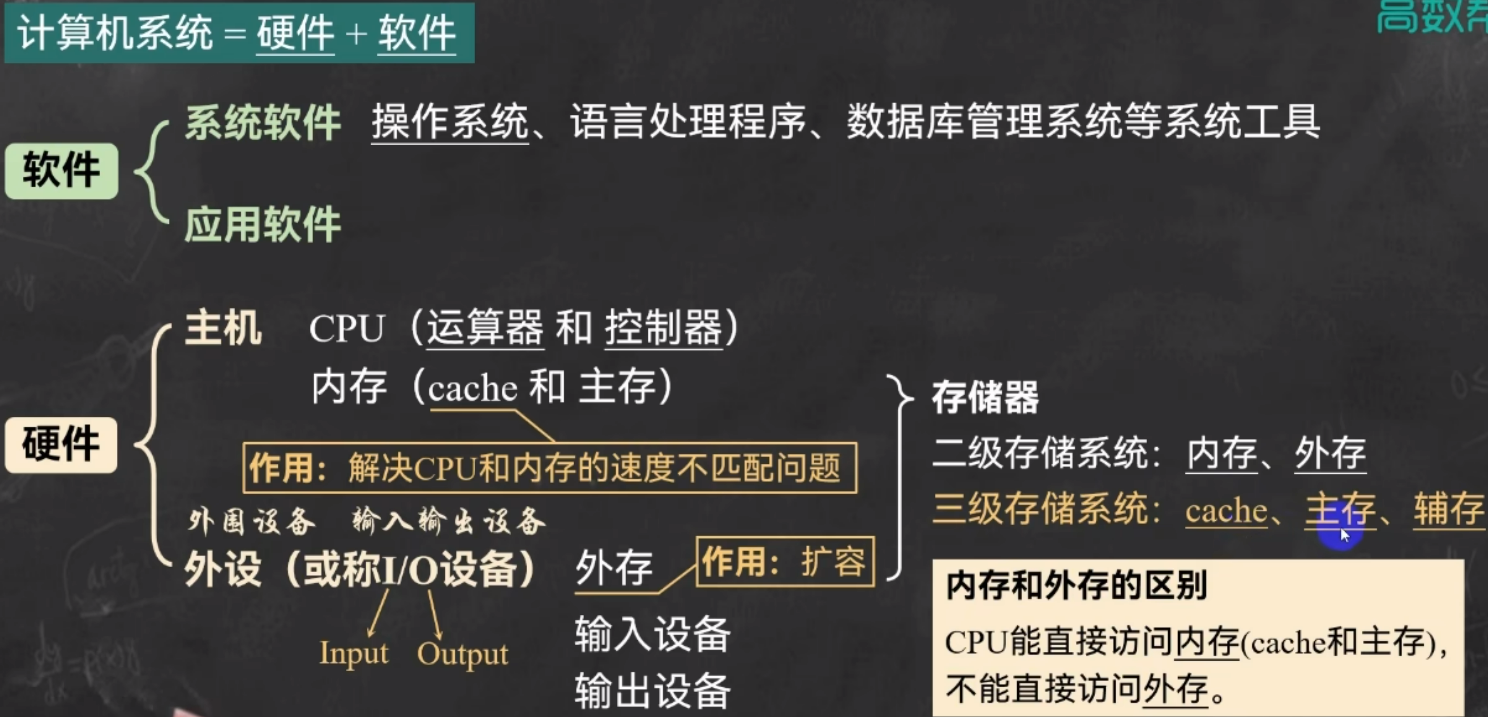 计算机系统 = 硬件 + 软件
高数帮
软件
系统软件 操作系统、语言处理程序、数据库管理系统等系统工具
应用软件
硬件
主机 CPU（运算器 和 控制器）
内存（cache 和 主存）
作用：解决CPU和内存的速度不匹配问题
外围设备 输入输出设备
外设（或称I/O设备） 外存 作用：扩容
Input Output
输入设备
输出设备
存储器
二级存储系统：内存、外存
三级存储系统：cache、主存、辅存
内存和外存的区别
CPU能直接访问内存(cache和主存)，
不能直接访问外存。